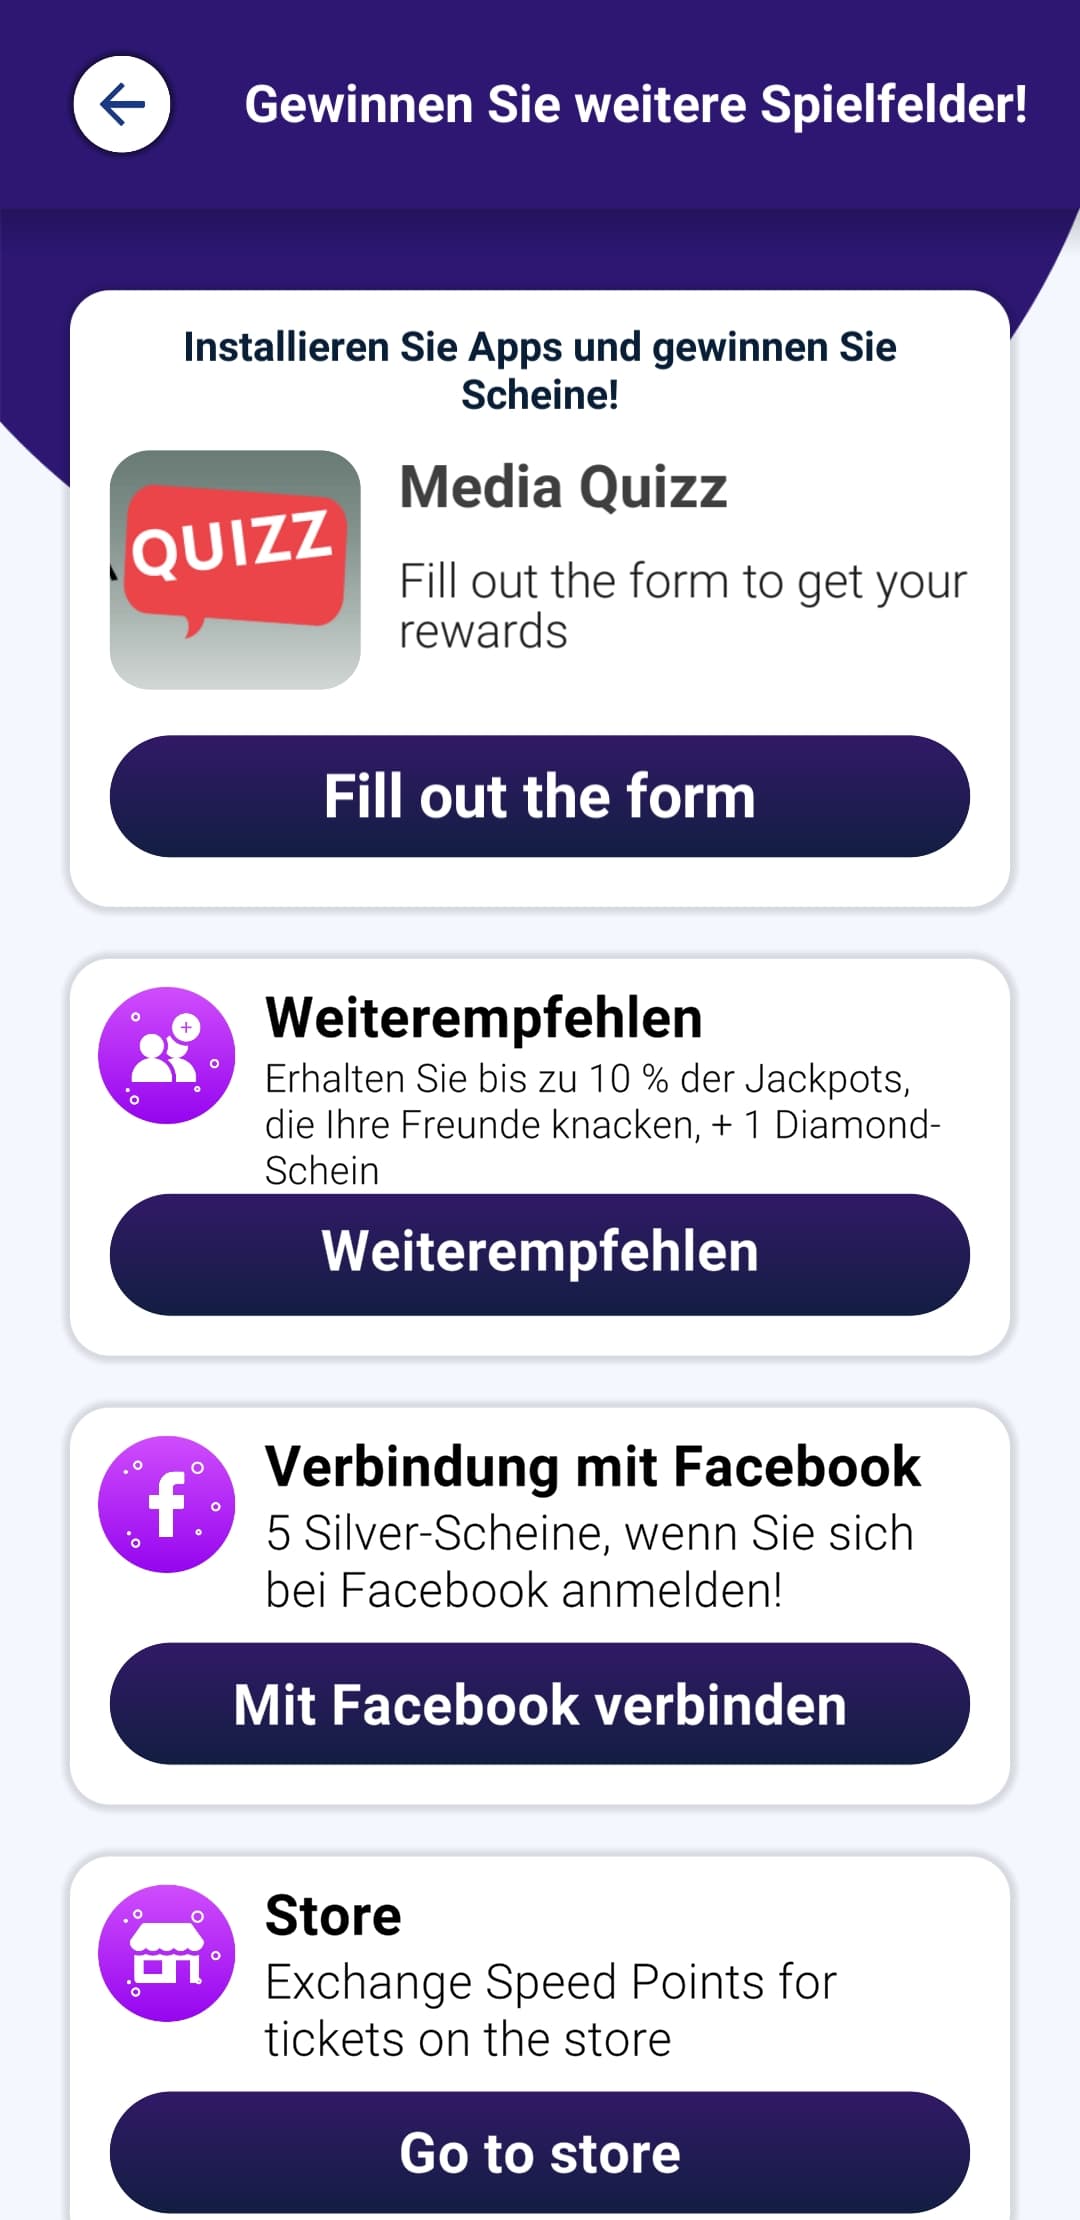 Gewinnen Sie weitere Spielfelder!
Installieren Sie Apps und gewinnen Sie
Scheine!
QUIZZ
Media Quizz
Fill out the form to get your
rewards
Fill out the form
Weiterempfehlen
Erhalten Sie bis zu 10 % der Jackpots,
die Ihre Freunde knacken, + 1 Diamond-
Schein
Weiterempfehlen
Verbindung mit Facebook
5 Silver-Scheine, wenn Sie sich
bei Facebook anmelden!
Mit Facebook verbinden
Store
Exchange Speed Points for
tickets on the store
Go to store